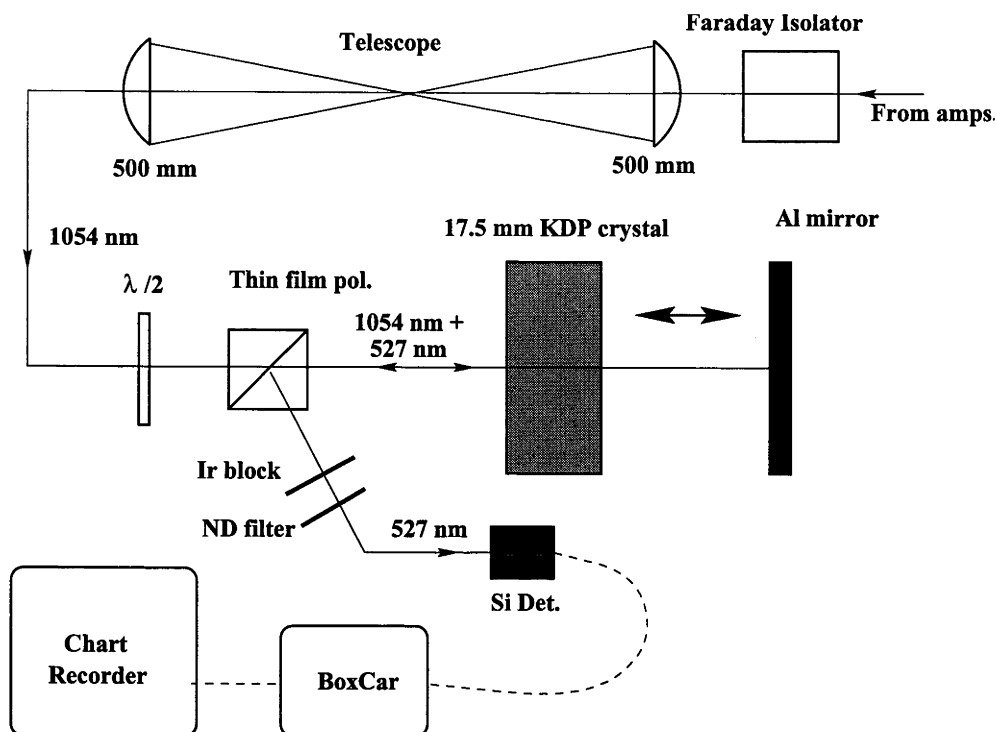 Faraday Isolator
Telescope
From amps.
500 mm
500 mm
1054 nm
17.5 mm KDP crystal
Al mirror
λ /2
Thin film pol.
1054 nm +
527 nm
Ir block
ND filter
527 nm
Si Det.
Chart
Recorder
BoxCar